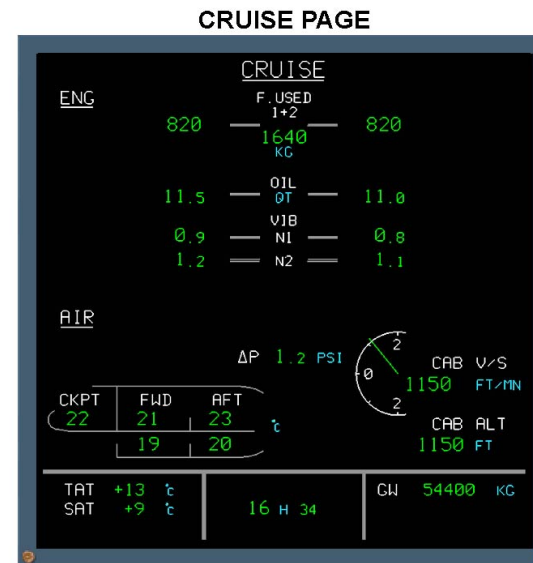 CRUISE PAGE
CRUISE
ENG
F.USED
1+2
820 1640 820
KG
OIL
11.5 QT 11.0
VIB
0.9 N1 0.8
1.2 N2 1.1
AIR
ΔP 1.2 PSI
2
0
2
CAB V/S
1150 FT/MN
CKPT FWD AFT
22 21 23 °C
19 20
CAB ALT
1150 FT
TAT +13 °C
SAT +9 °C
16 H 34
GW 54400 KG